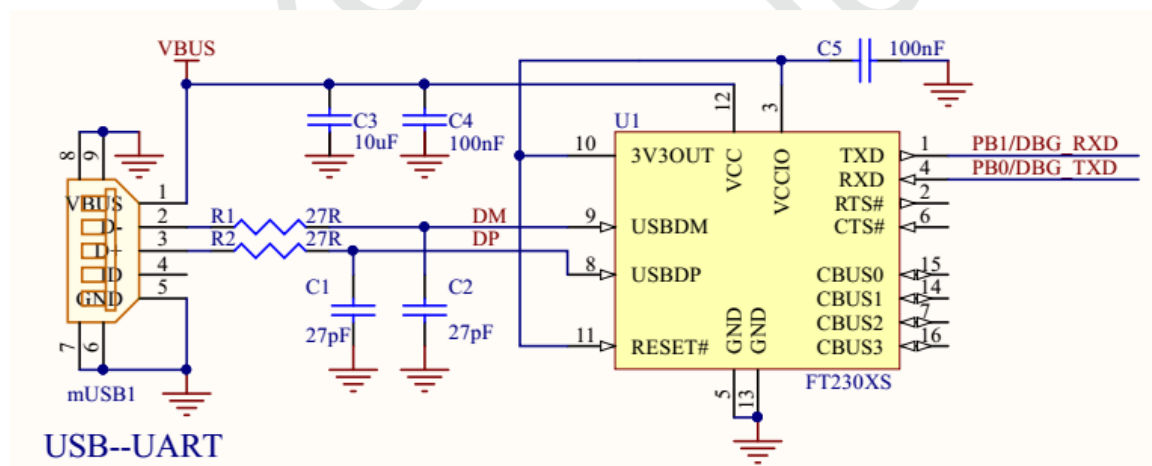 VBUS
C5 100nF
C3
10uF
C4
100nF
12
3
U1
8
9
10 3V3OUT
VCC
VCCIO
TXD 1 PB1/DBG_RXD
RXD 4 PB0/DBG_TXD
RTS# 2
CTS# 6
VBUS 1
D- 2 R1 27R DM 9 USBDM
D+ 3 R2 27R DP
ID 4
8 USBDP
GND 5
CBUS0 15
CBUS1 14
CBUS2 7
CBUS3 16
C1
27pF
C2
27pF
11 RESET#
GND
GND
7
6
mUSB1
5
13
FT230XS
USB--UART